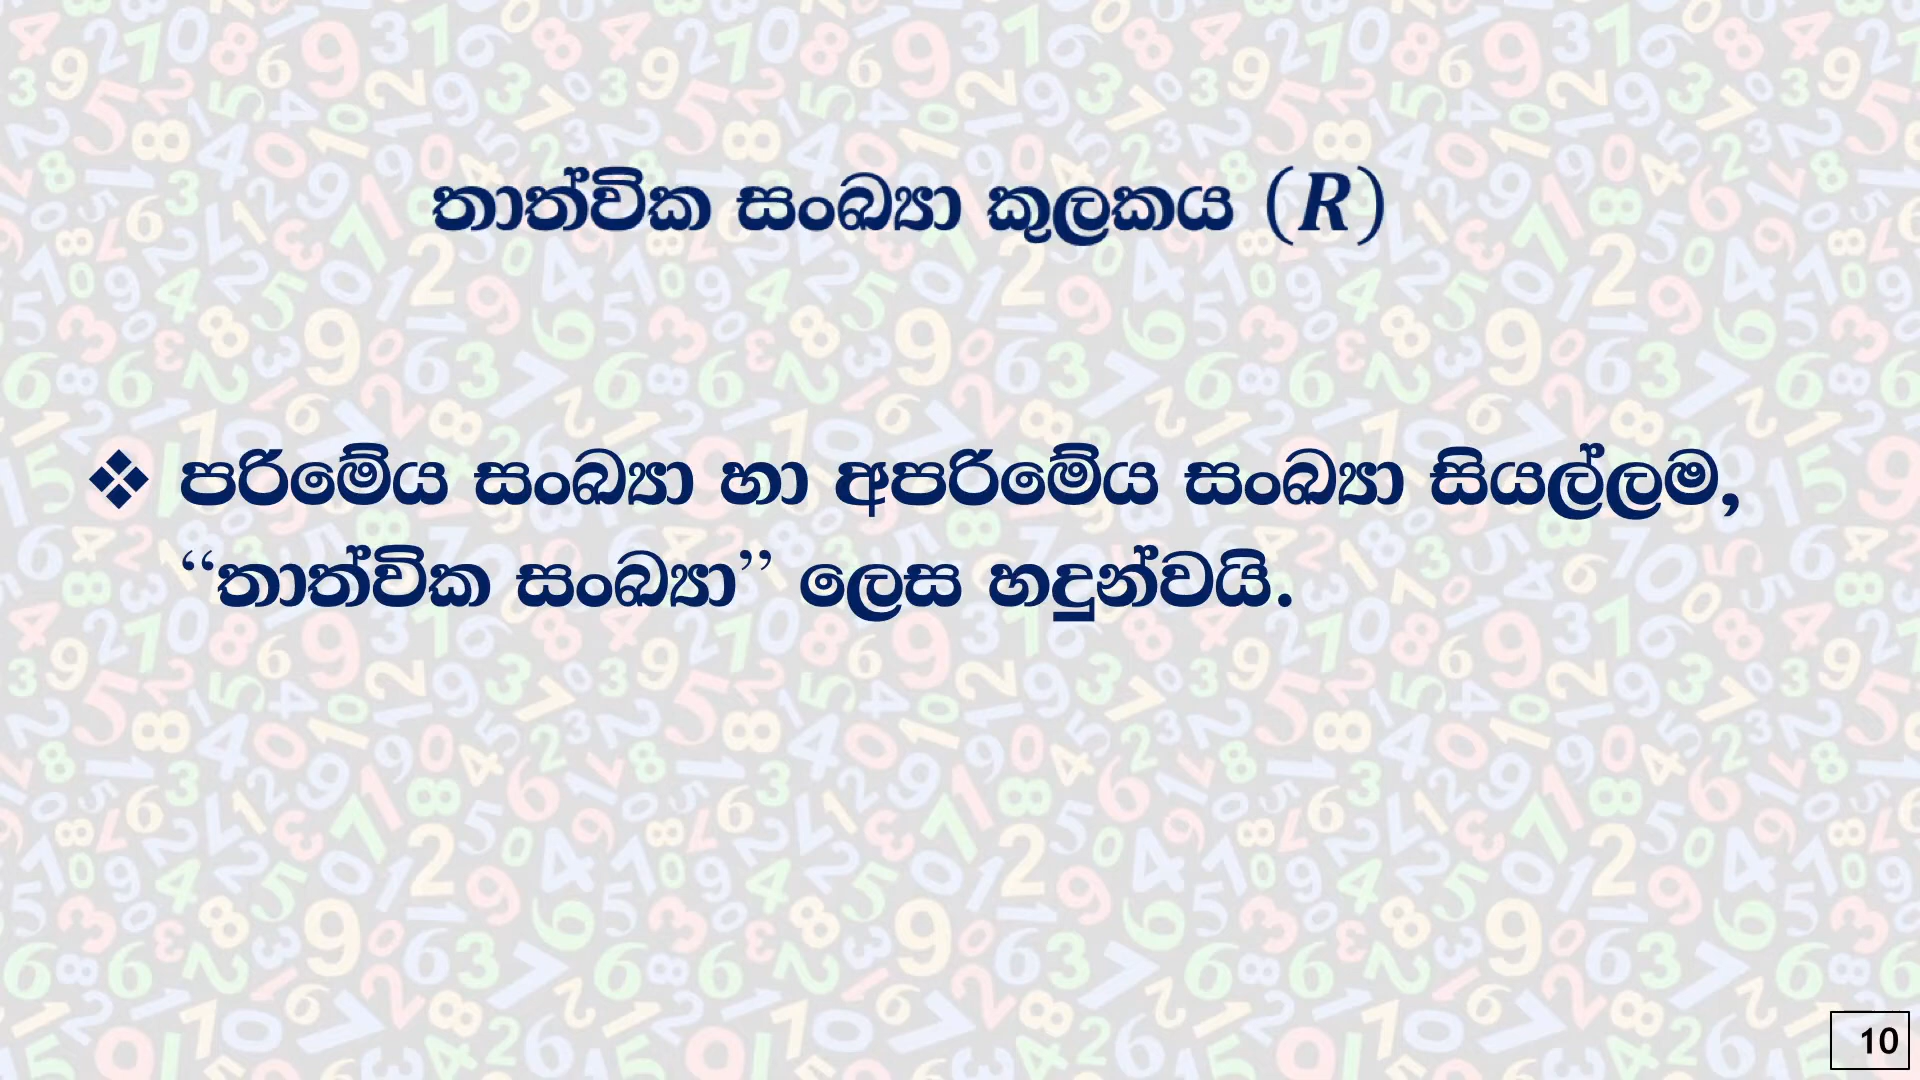 තාත්වික සංඛ්‍යා කුලකය (R)
❖ පරිමේය සංඛ්‍යා හා අපරිමේය සංඛ්‍යා සියල්ලම,
“තාත්වික සංඛ්‍යා” ලෙස හඳුන්වයි.
10